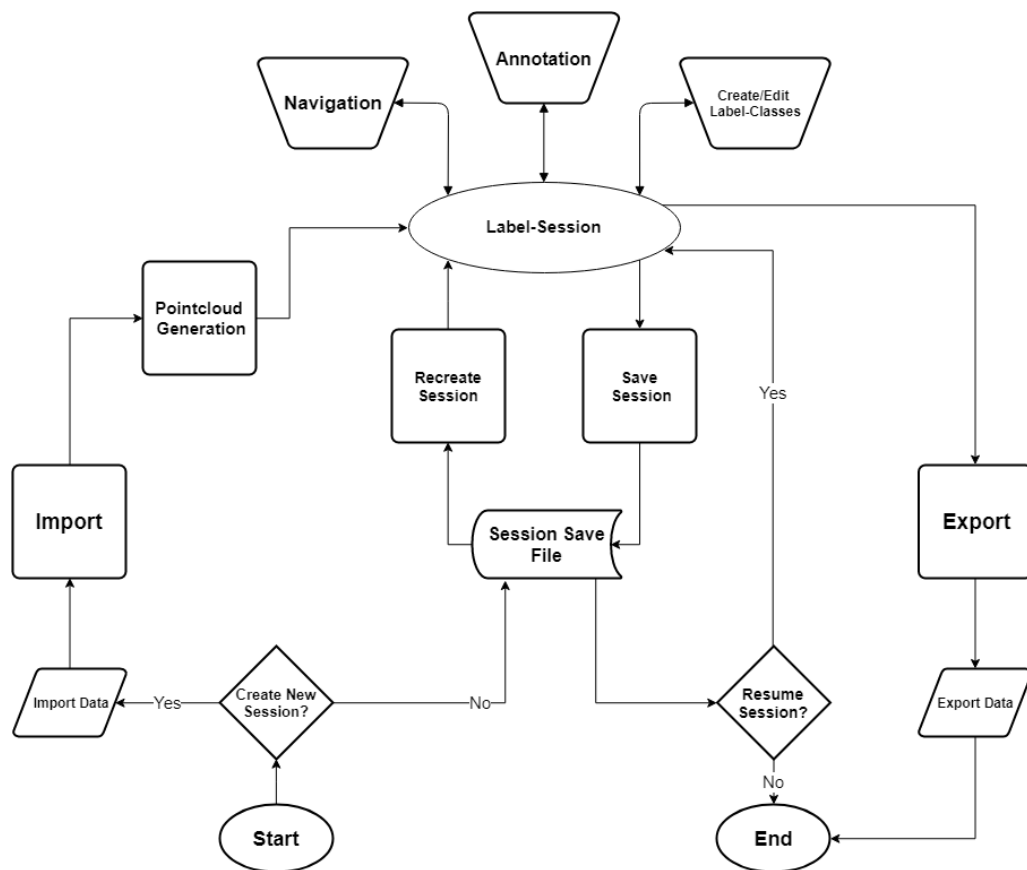 Annotation
Navigation
Create/Edit
Label-Classes
Label-Session
Pointcloud
Generation
Recreate
Session
Save
Session
Yes
Import
Session Save
File
Export
Import Data
Yes
Create New
Session?
No
Resume
Session?
Export Data
No
Start
End